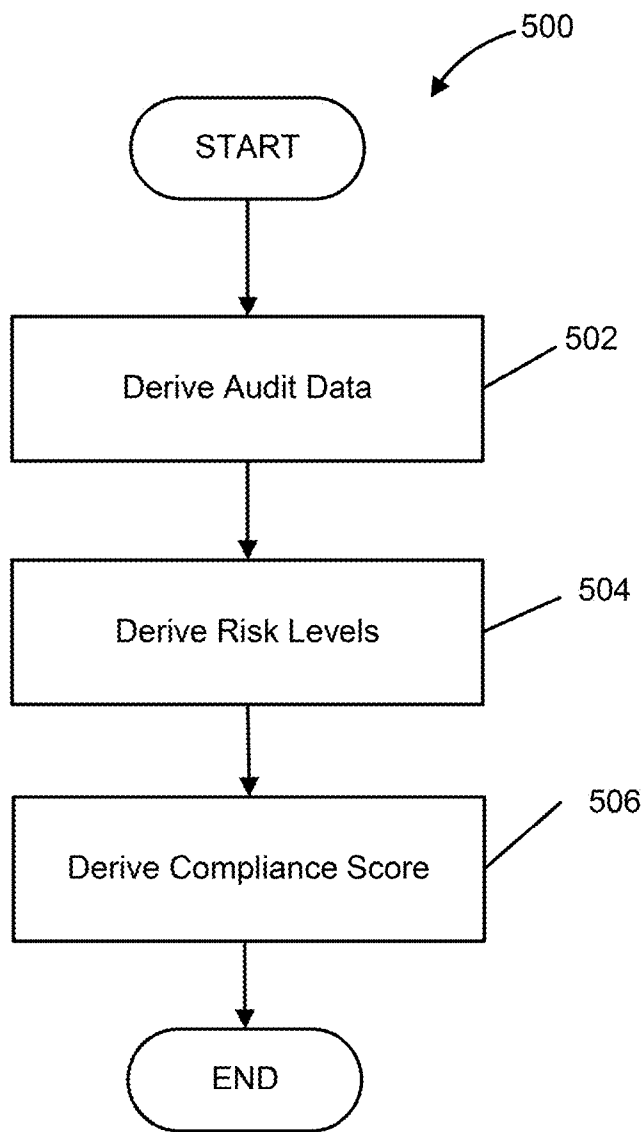 500
START
502
Derive Audit Data
504
Derive Risk Levels
506
Derive Compliance Score
END